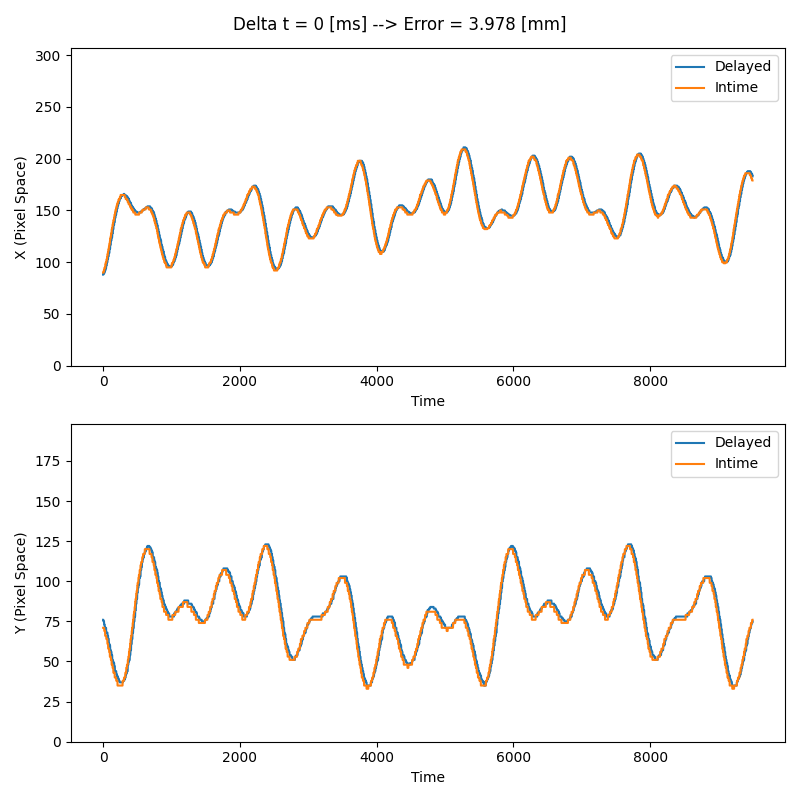 Delta t = 0 [ms] --> Error = 3.978 [mm]
300
250
200
150
100
50
0
X (Pixel Space)
Delayed
Intime
0 2000 4000 6000 8000
Time
175
150
125
100
75
50
25
0
Y (Pixel Space)
Delayed
Intime
0 2000 4000 6000 8000
Time